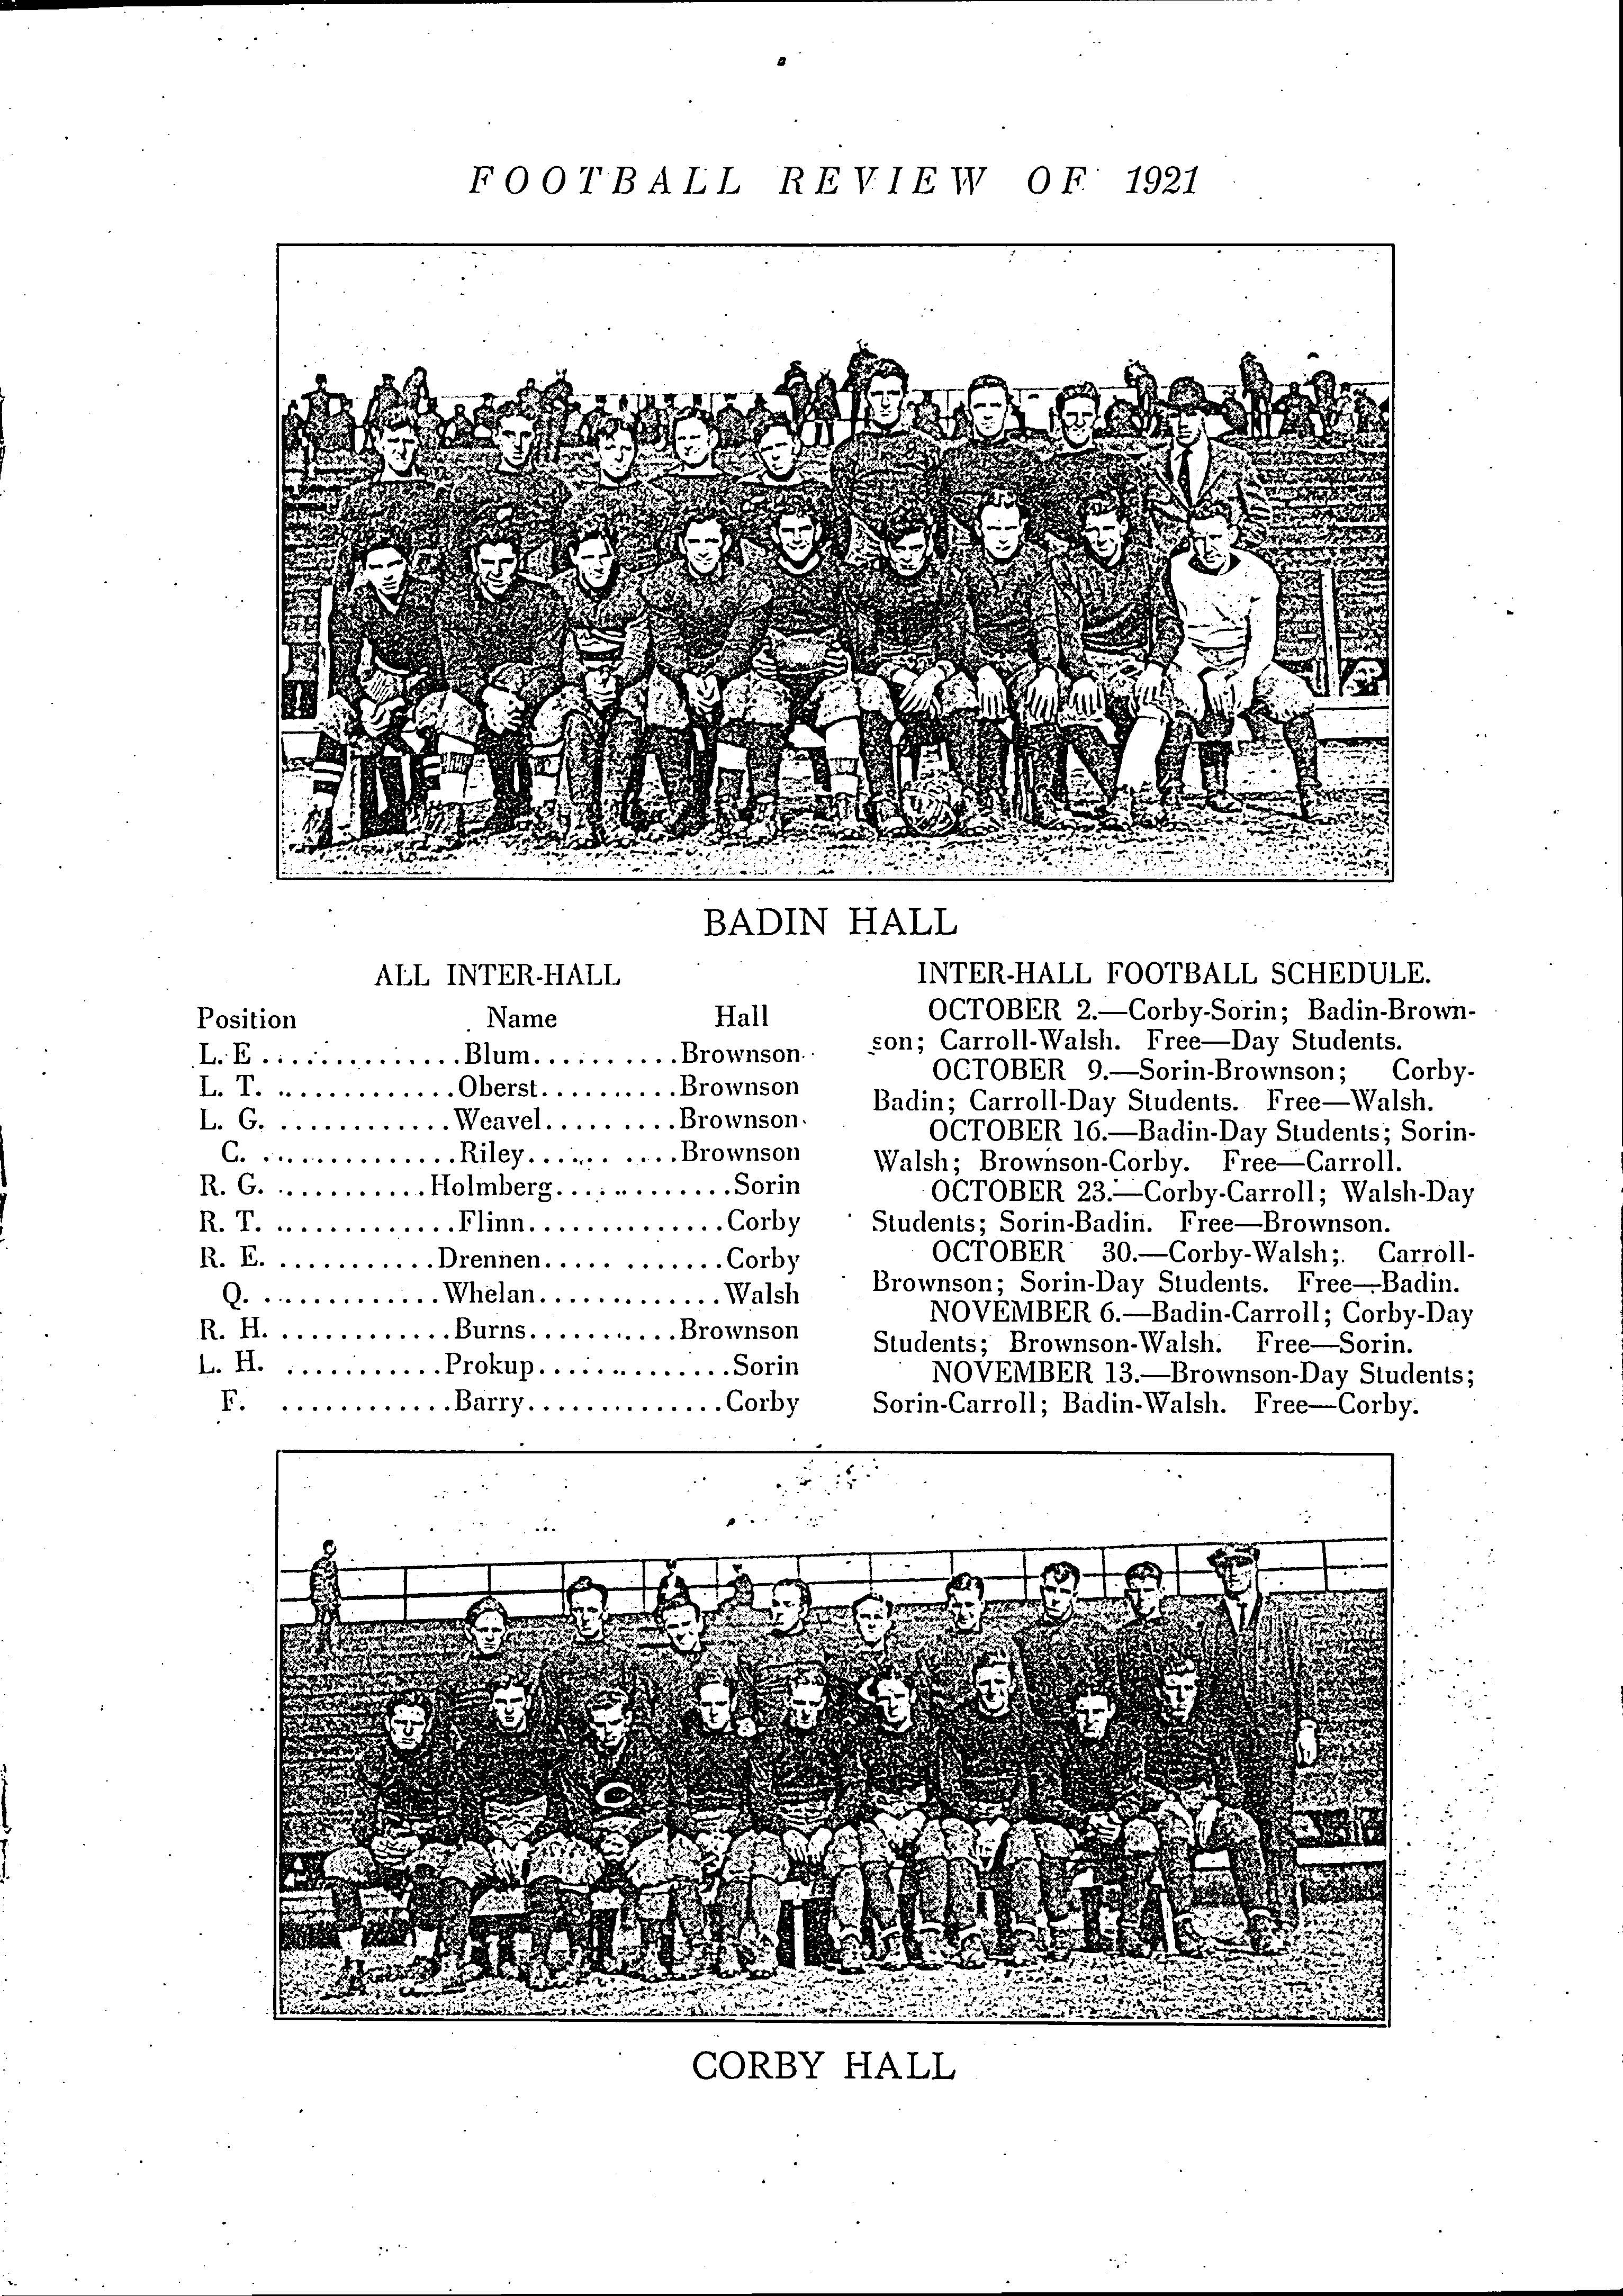 FOOTBALL REVIEW OF 1921
BADIN HALL
ALL INTER-HALL
Position Name Hall
L. E..............Blum..........Brownson
L. T. .............Oberst..........Brownson
L. G. ............Weavel..........Brownson
C. ..............Riley..........Brownson
R. G. ...........Holmberg.............Sorin
R. T. .............Flinn...............Corby
R. E. ...........Drennen............Corby
Q. .............Whelan.............Walsh
R. H. ............Burns..........Brownson
L. H. ...........Prokup..............Sorin
F. ............Barry..............Corby
INTER-HALL FOOTBALL SCHEDULE.
OCTOBER 2.—Corby-Sorin; Badin-Brown-
son; Carroll-Walsh. Free—Day Students.
OCTOBER 9.—Sorin-Brownson; Corby-
Badin; Carroll-Day Students. Free—Walsh.
OCTOBER 16.—Badin-Day Students; Sorin-
Walsh; Brownson-Corby. Free—Carroll.
OCTOBER 23.—Corby-Carroll; Walsh-Day
Students; Sorin-Badin. Free—Brownson.
OCTOBER 30.—Corby-Walsh; Carroll-
Brownson; Sorin-Day Students. Free—Badin.
NOVEMBER 6.—Badin-Carroll; Corby-Day
Students; Brownson-Walsh. Free—Sorin.
NOVEMBER 13.—Brownson-Day Students;
Sorin-Carroll; Badin-Walsh. Free—Corby.
C
CORBY HALL